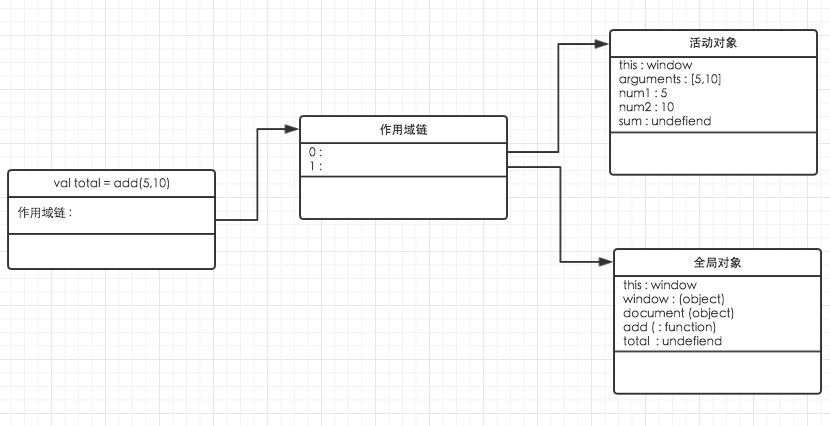 val total = add(5,10)
作用域链：
作用域链
0 :
1 :
活动对象
this : window
arguments : [5,10]
num1 : 5
num2 : 10
sum : undefiend
全局对象
this : window
window : (object)
document (object)
add ( : function)
total : undefiend